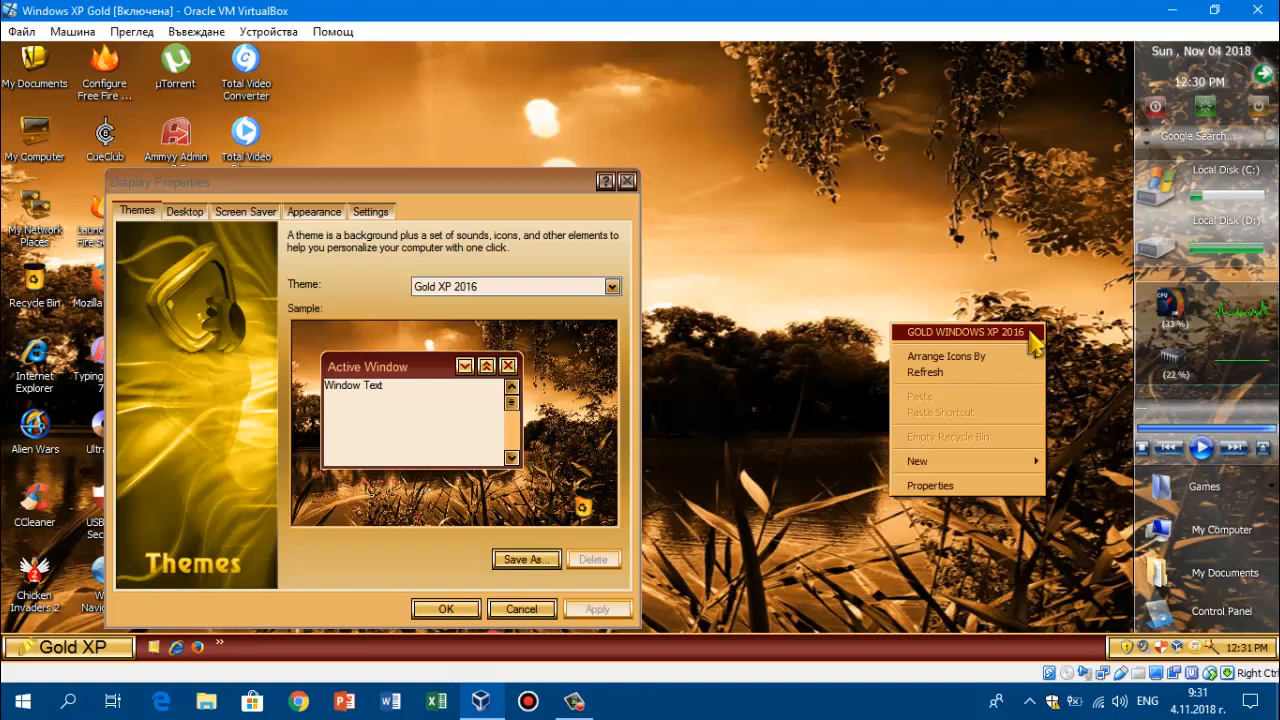 Windows XP Gold [Включена] - Oracle VM VirtualBox
Файл Машина Преглед Въвеждане Устройства Помощ
My Documents
Configure
Free Fire ...
µTorrent
Total Video
Converter
My Computer
CueClub
Ammyy Admin
Total Video
My Network
Places
Recycle Bin
Mozilla
Internet
Explorer
Typing
Alien Wars
CCleaner
USB
Chicken
Invaders 2
Display Properties
Themes Desktop Screen Saver Appearance Settings
A theme is a background plus a set of sounds, icons, and other elements to
help you personalize your computer with one click.
Theme:
Gold XP 2016
Sample:
Active Window
Window Text
Themes
Save As...
Delete
OK
Cancel
Apply
GOLD WINDOWS XP 2016
Arrange Icons By
Refresh
Paste
Paste Shortcut
Empty Recycle Bin
New
Properties
Sun , Nov 04 2018
12:30 PM
Google Search...
Local Disk (C:)
Local Disk (D:)
CPU
(33 %)
(22 %)
---
Games
My Computer
My Documents
Control Panel
Gold XP
»
12:31 PM
Right Ctrl
ENG
9:31
4.11.2018 г.